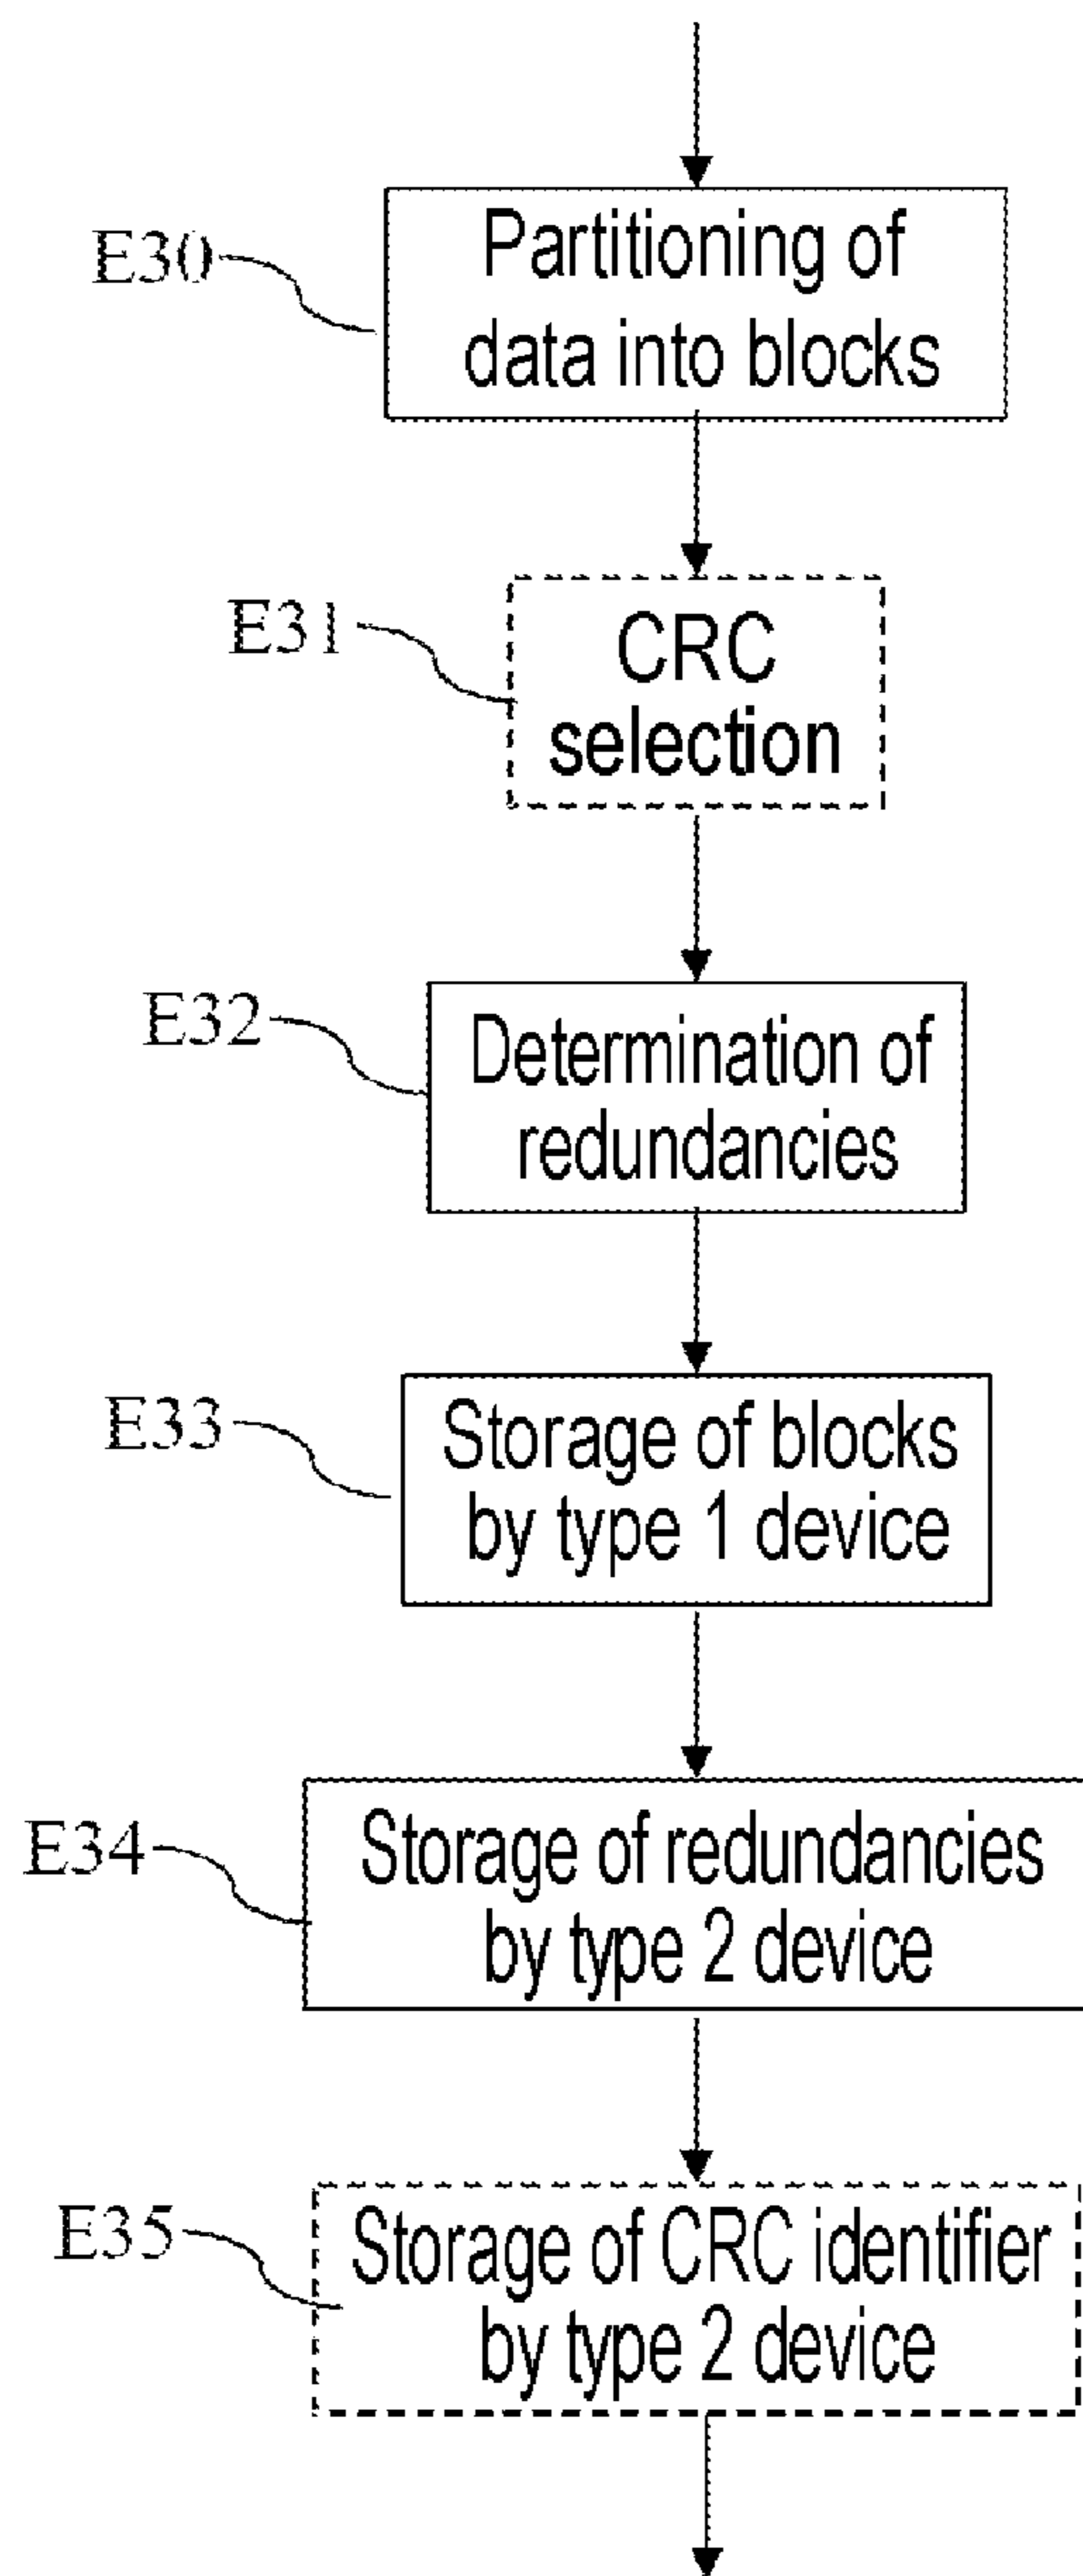 E30
Partitioning of
data into blocks
E31
CRC
selection
E32
Determination of
redundancies
E33
Storage of blocks
by type 1 device
E34
Storage of redundancies
by type 2 device
E35
Storage of CRC identifier
by type 2 device